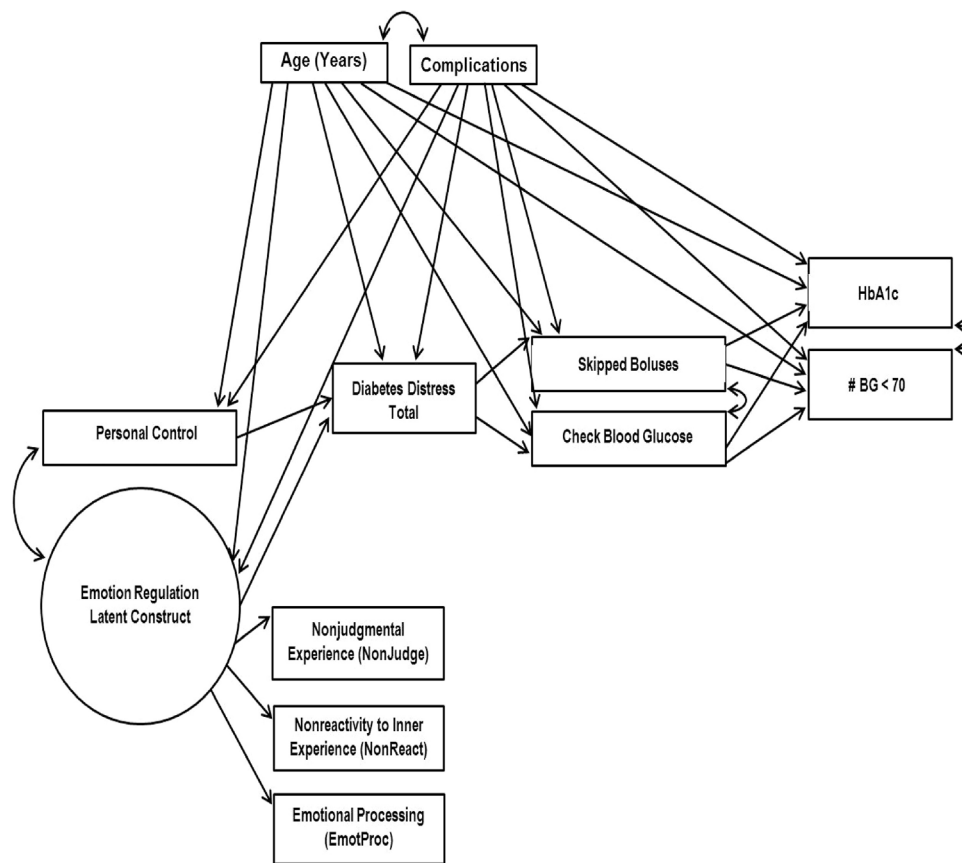 Age (Years)
Complications
HbA1c
Skipped Boluses
# BG < 70
Diabetes Distress
Total
Personal Control
Check Blood Glucose
Emotion Regulation
Latent Construct
Nonjudgmental
Experience (NonJudge)
Nonreactivity to Inner
Experience (NonReact)
Emotional Processing
(EmotProc)